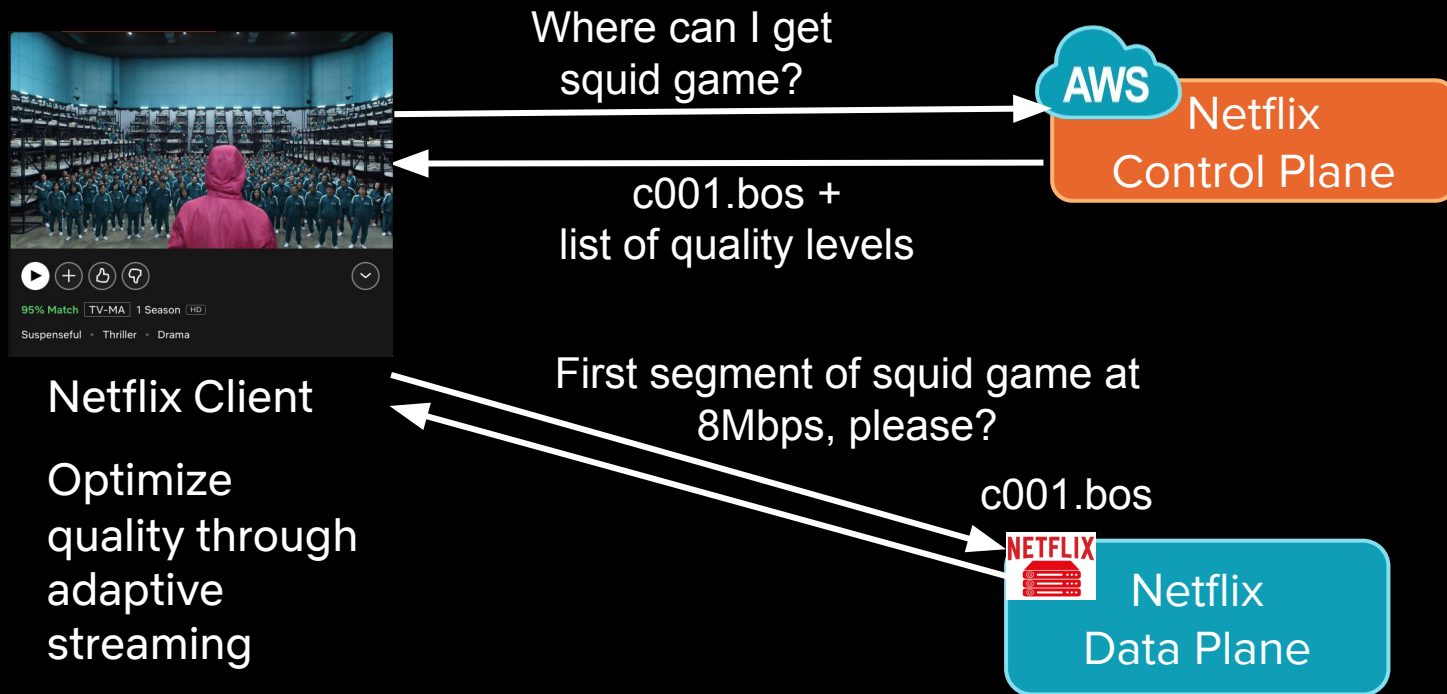 Where can I get
squid game?
AWS
Netflix
Control Plane
c001.bos +
list of quality levels
95% Match TV-MA 1 Season HD
Suspenseful • Thriller • Drama
Netflix Client
Optimize
quality through
adaptive
streaming
First segment of squid game at
8Mbps, please?
c001.bos
NETFLIX
Netflix
Data Plane